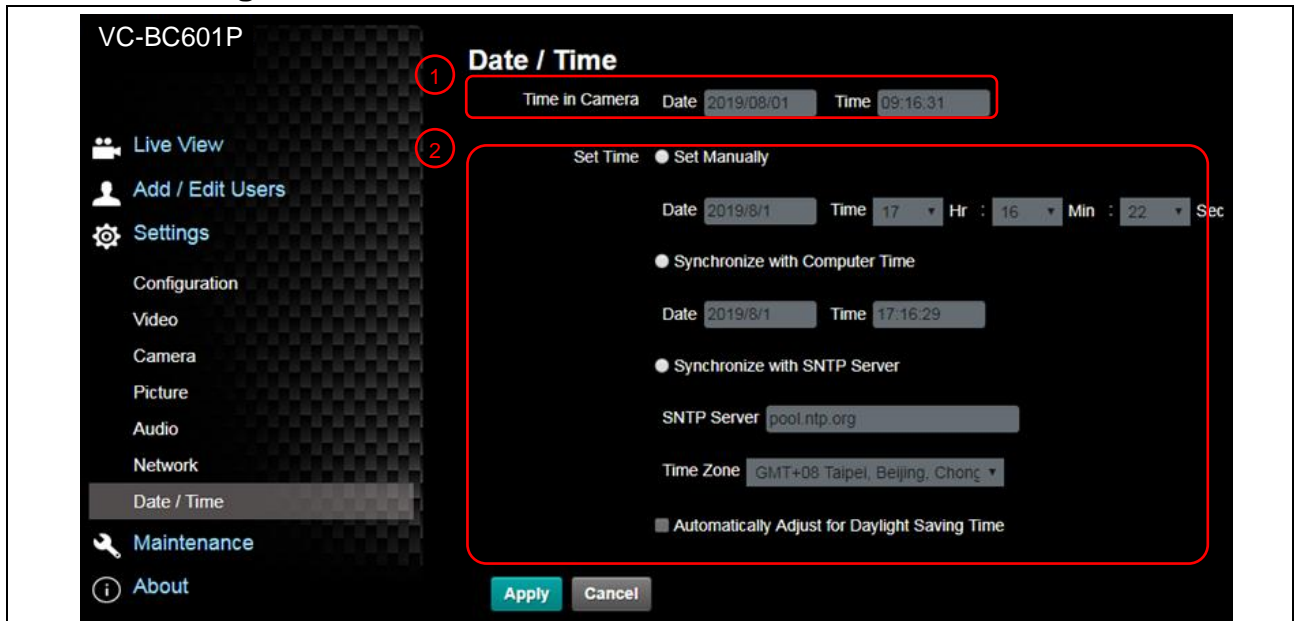 VC-BC601P
Live View
Add / Edit Users
Settings
Configuration
Video
Camera
Picture
Audio
Network
Date / Time
Maintenance
About
Date / Time
1
Time in Camera Date 2019/08/01 Time 09:16:31
2
Set Time Set Manually
Date 2019/8/1 Time 17 Hr : 16 Min : 22 Sec
Synchronize with Computer Time
Date 2019/8/1 Time 17:16:29
Synchronize with SNTP Server
SNTP Server pool.ntp.org
Time Zone GMT+08 Taipei, Beijing, Chong
Automatically Adjust for Daylight Saving Time
Apply Cancel